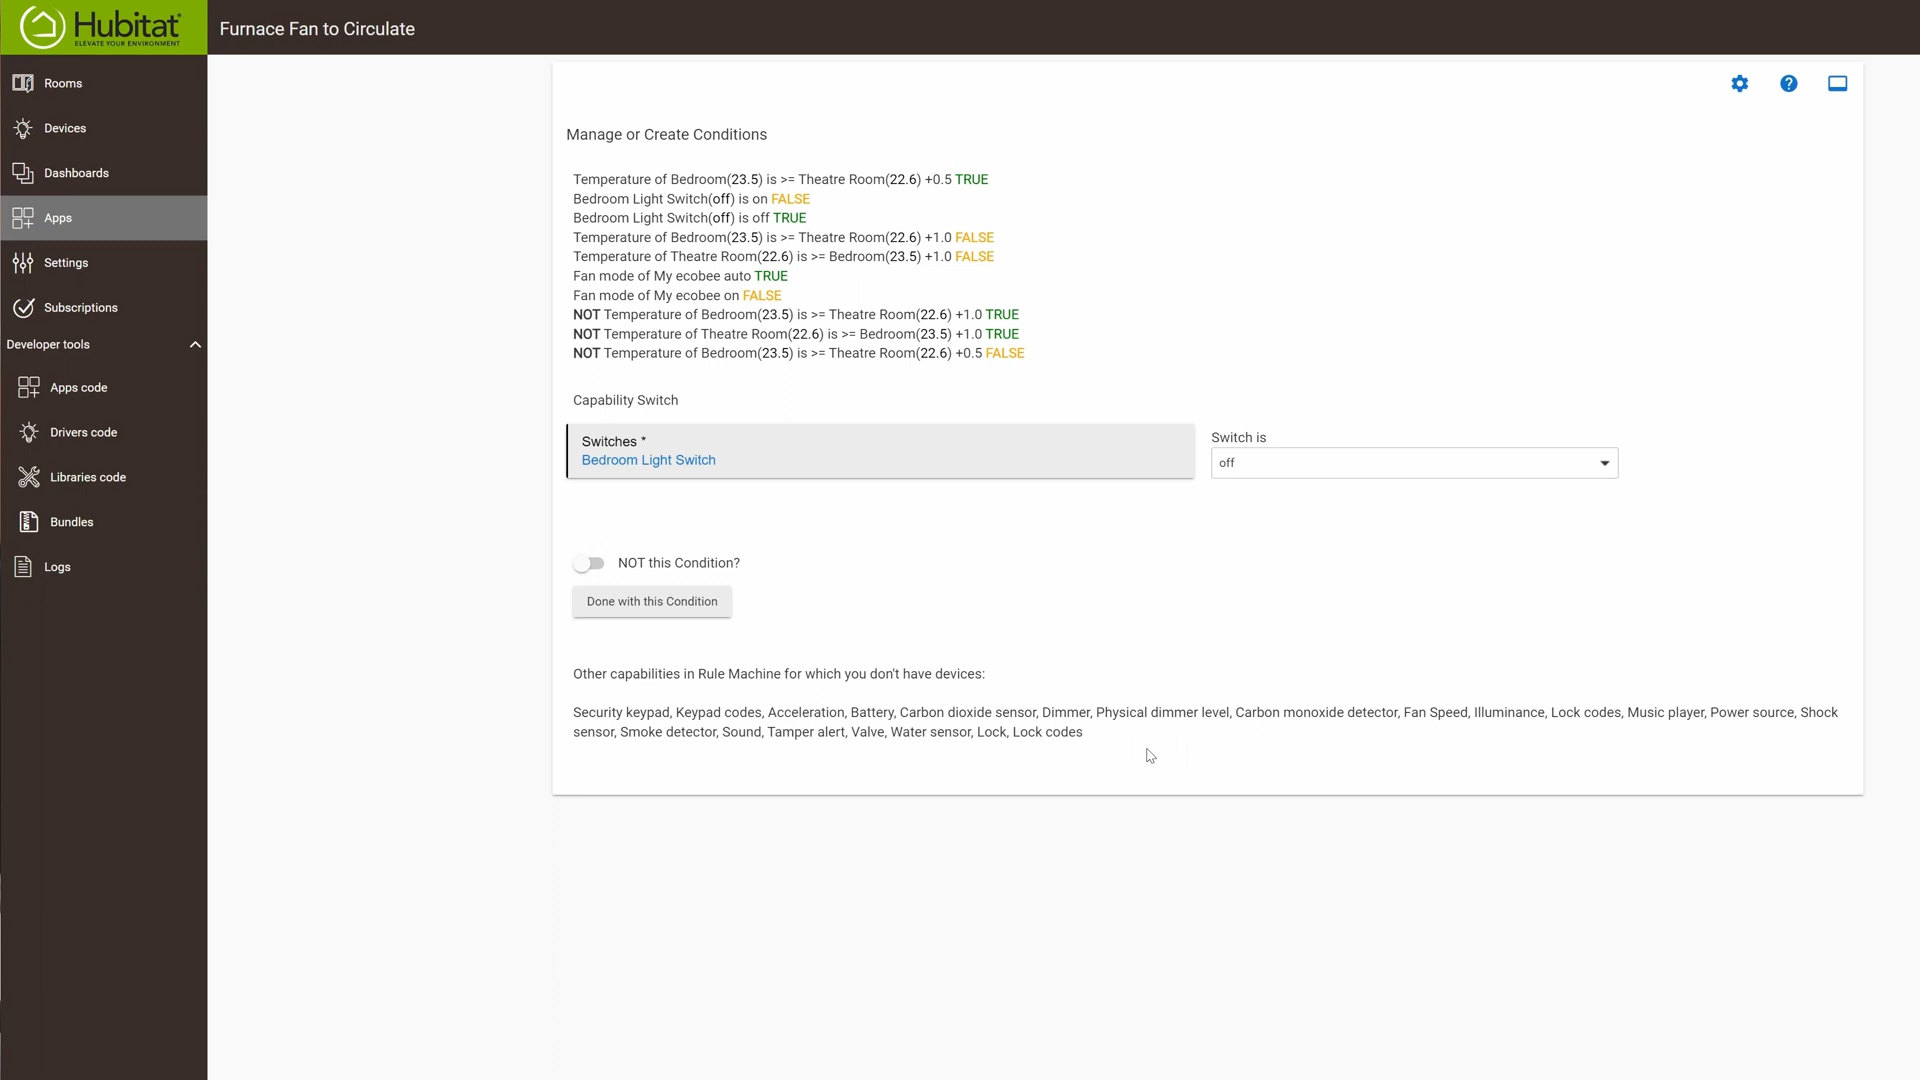 Hubitat
ELEVATE YOUR ENVIRONMENT
Furnace Fan to Circulate
Rooms
Devices
Dashboards
Apps
Settings
Subscriptions
Developer tools
Apps code
Drivers code
Libraries code
Bundles
Logs
Manage or Create Conditions
Temperature of Bedroom(23.5) is >= Theatre Room(22.6) +0.5 TRUE
Bedroom Light Switch(off) is on FALSE
Bedroom Light Switch(off) is off TRUE
Temperature of Bedroom(23.5) is >= Theatre Room(22.6) +1.0 FALSE
Temperature of Theatre Room(22.6) is >= Bedroom(23.5) +1.0 FALSE
Fan mode of My ecobee auto TRUE
Fan mode of My ecobee on FALSE
NOT Temperature of Bedroom(23.5) is >= Theatre Room(22.6) +1.0 TRUE
NOT Temperature of Theatre Room(22.6) is >= Bedroom(23.5) +1.0 TRUE
NOT Temperature of Bedroom(23.5) is >= Theatre Room(22.6) +0.5 FALSE
Capability Switch
Switches *
Bedroom Light Switch
Switch is
off
NOT this Condition?
Done with this Condition
Other capabilities in Rule Machine for which you don't have devices:
Security keypad, Keypad codes, Acceleration, Battery, Carbon dioxide sensor, Dimmer, Physical dimmer level, Carbon monoxide detector, Fan Speed, Illuminance, Lock codes, Music player, Power source, Shock
sensor, Smoke detector, Sound, Tamper alert, Valve, Water sensor, Lock, Lock codes